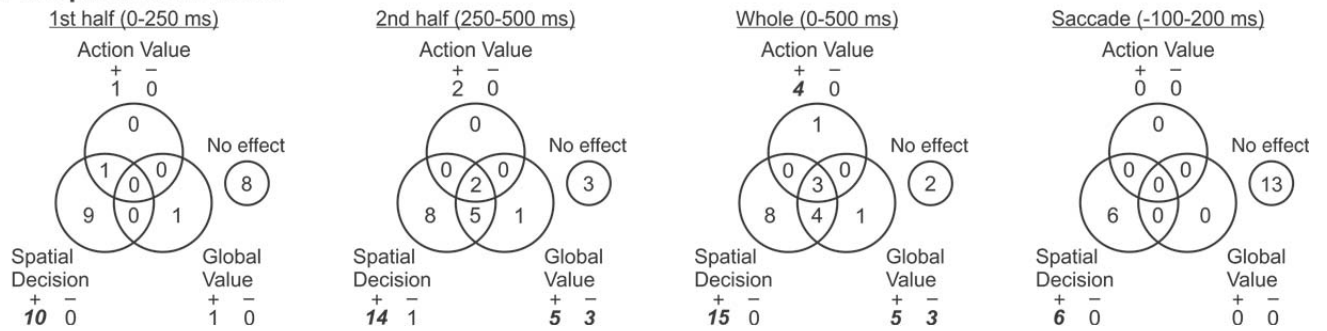 1st half (0-250 ms)
Action Value
+ −
1 0
0
No effect
1 0
0
8
9 0 1
Spatial Decision
+ −
10 0
Global Value
+ −
1 0
2nd half (250-500 ms)
Action Value
+ −
2 0
0
No effect
0 0
2
3
8 5 1
Spatial Decision
+ −
14 1
Global Value
+ −
5 3
Whole (0-500 ms)
Action Value
+ −
4 0
1
No effect
0 0
3
2
8 4 1
Spatial Decision
+ −
15 0
Global Value
+ −
5 3
Saccade (-100-200 ms)
Action Value
+ −
0 0
0
No effect
0 0
0
13
6 0 0
Spatial Decision
+ −
6 0
Global Value
+ −
0 0